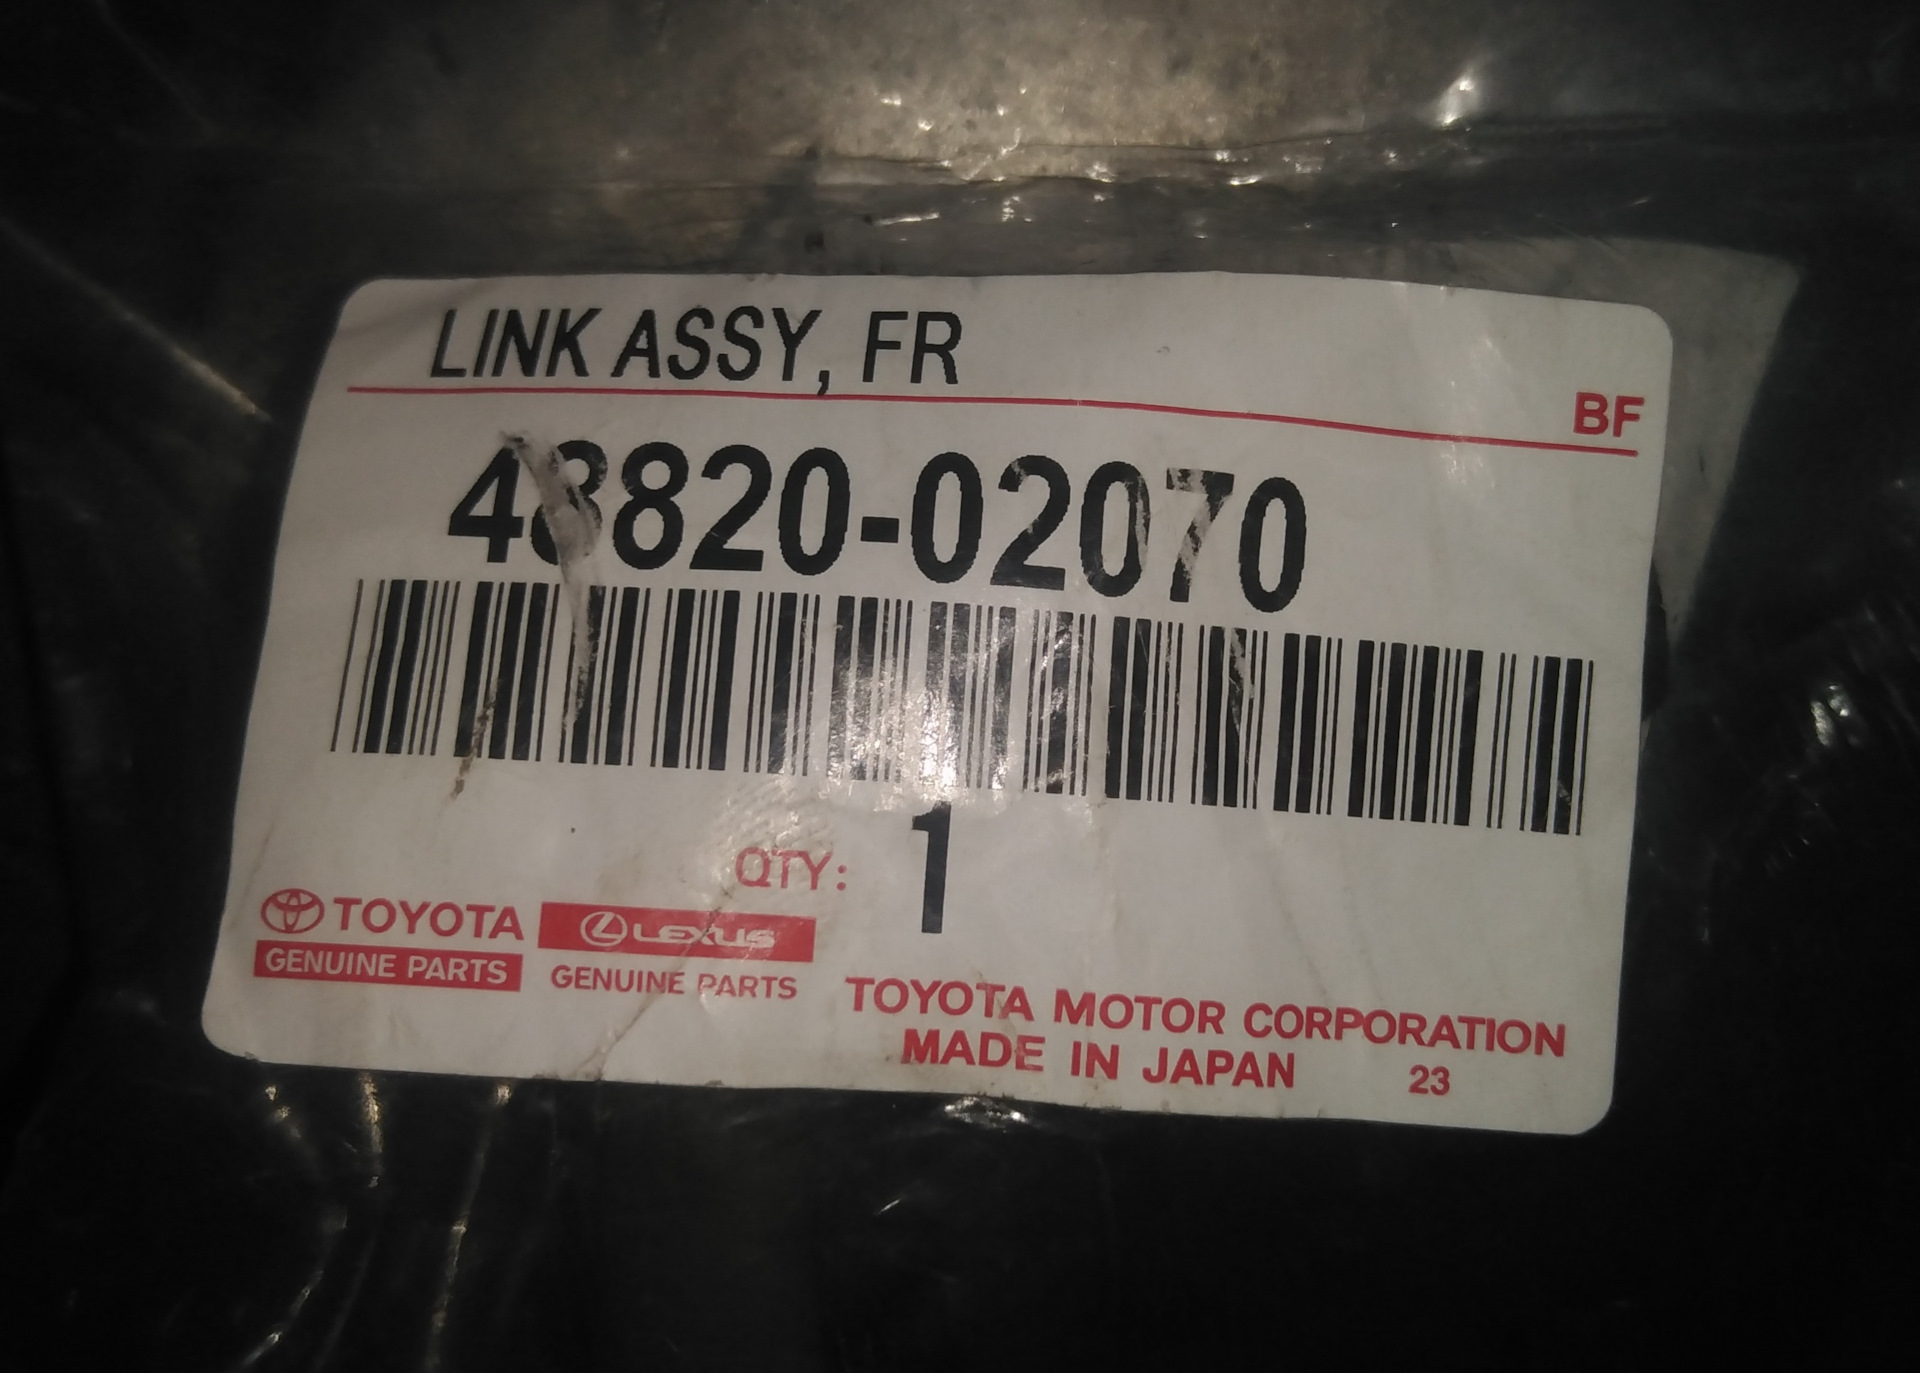 LINK ASSY, FR
BF
48820-02070
QTY: 1
TOYOTA
GENUINE PARTS
LEXUS
GENUINE PARTS
TOYOTA MOTOR CORPORATION
MADE IN JAPAN 23